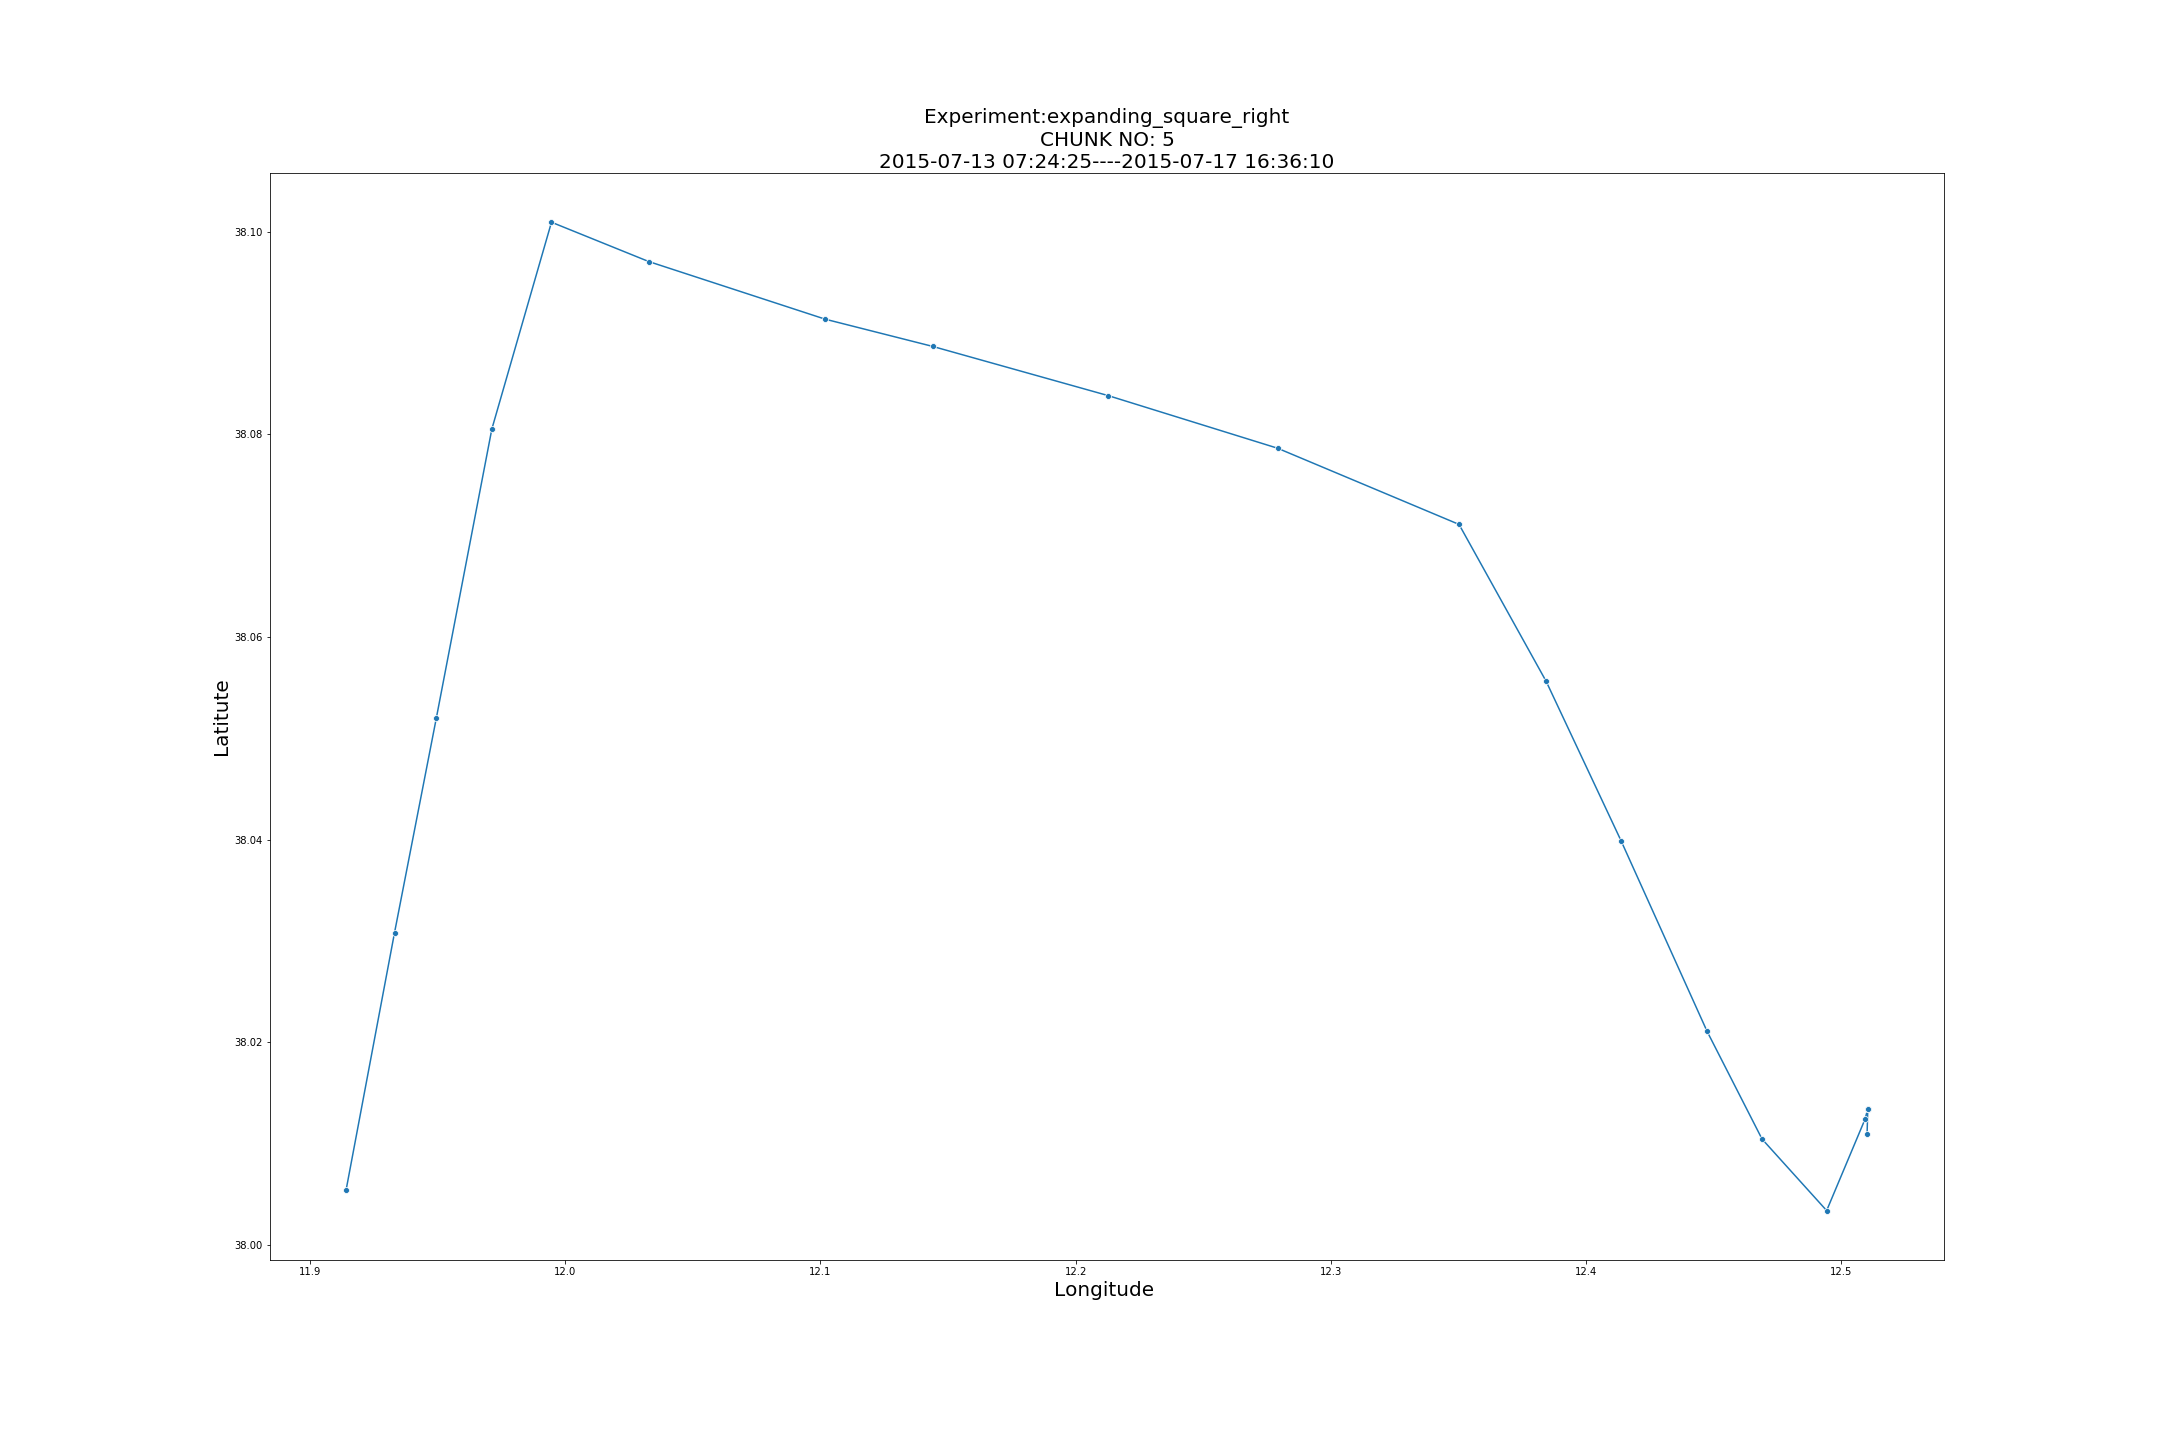 Experiment:expanding_square_right
CHUNK NO: 5
2015-07-13 07:24:25----2015-07-17 16:36:10
38.10
38.08
38.06
38.04
38.02
38.00
Latitute
11.9 12.0 12.1 12.2 12.3 12.4 12.5
Longitude